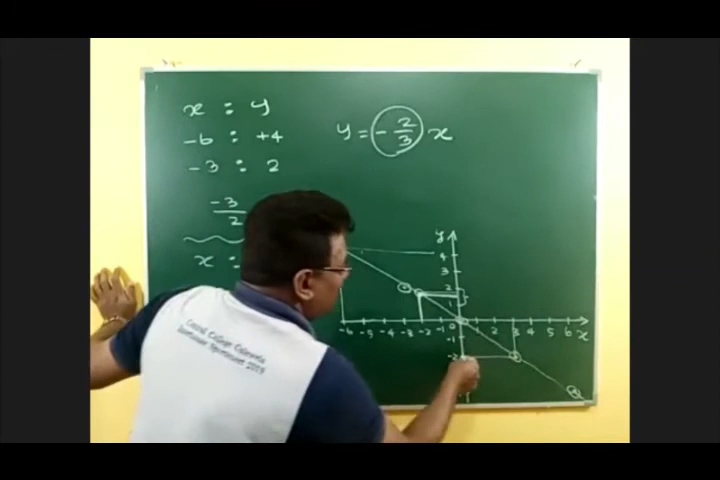 x : y
-6 : +4
-3 : 2
-3/2
x :
y = -2/3 x
y
4
3
2
1
-6 -5 -4 -3 -2 -1 0 1 2 3 4 5 6 x
-1
-2